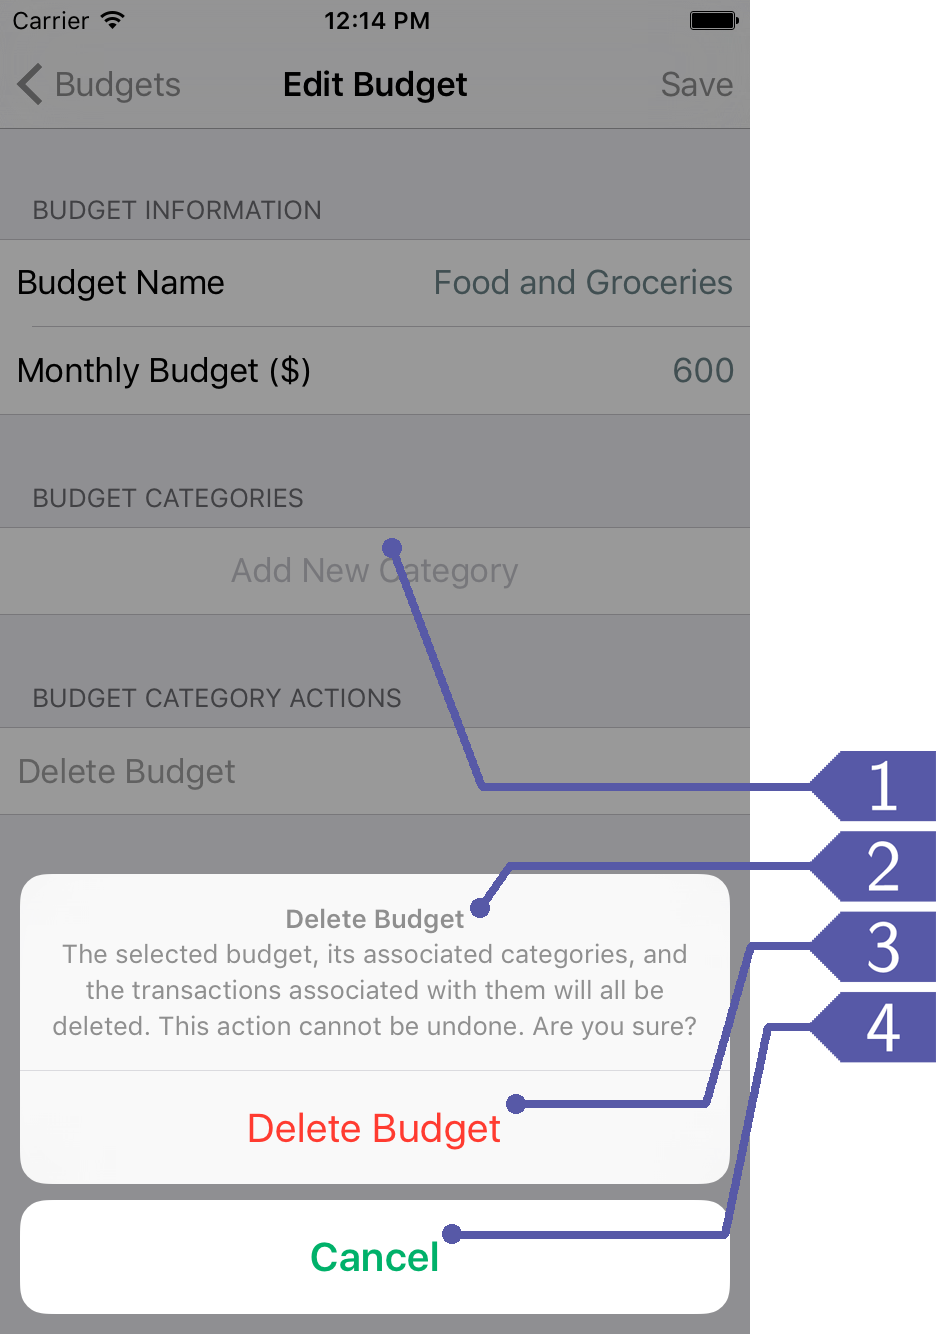 Carrier 12:14 PM
Budgets Edit Budget Save
BUDGET INFORMATION
Budget Name Food and Groceries
Monthly Budget ($) 600
BUDGET CATEGORIES
Add New Category
BUDGET CATEGORY ACTIONS
Delete Budget
1
2
Delete Budget
The selected budget, its associated categories, and
the transactions associated with them will all be
deleted. This action cannot be undone. Are you sure?
3
4
Delete Budget
Cancel